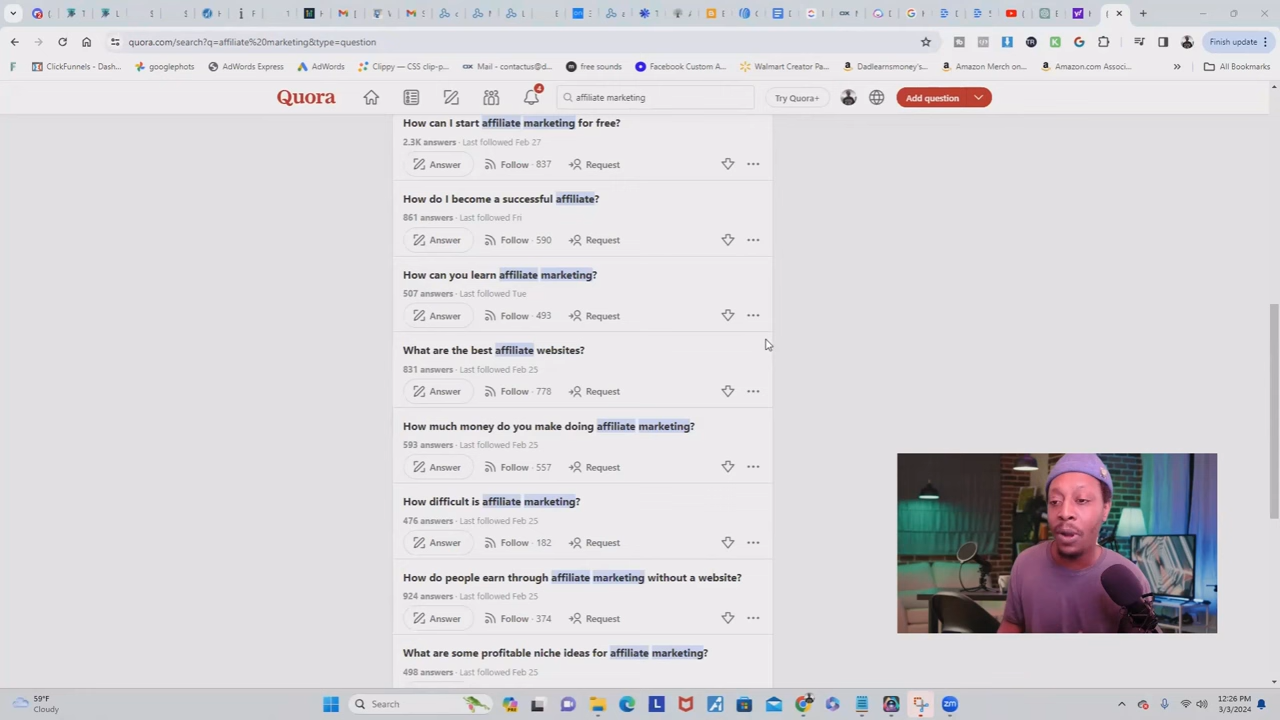 quora.com/search?q=affiliate%20marketing&type=question
Finish update
ClickFunnels - Dash...
googlephots
AdWords Express
AdWords
Clippy — CSS clip-p...
Mail - contactus@d...
free sounds
Facebook Custom A...
Walmart Creator Pa...
Dadlearnsmoney's...
Amazon Merch on...
Amazon.com Associ...
»
All Bookmarks
Quora
4
affiliate marketing
Try Quora+
Add question
How can I start affiliate marketing for free?
2.3K answers · Last followed Feb 27
Answer
Follow · 837
Request
How do I become a successful affiliate?
861 answers · Last followed Fri
Answer
Follow · 590
Request
How can you learn affiliate marketing?
507 answers · Last followed Tue
Answer
Follow · 493
Request
What are the best affiliate websites?
831 answers · Last followed Feb 25
Answer
Follow · 778
Request
How much money do you make doing affiliate marketing?
593 answers · Last followed Feb 25
Answer
Follow · 557
Request
How difficult is affiliate marketing?
476 answers · Last followed Feb 25
Answer
Follow · 182
Request
How do people earn through affiliate marketing without a website?
924 answers · Last followed Feb 25
Answer
Follow · 374
Request
What are some profitable niche ideas for affiliate marketing?
498 answers · Last followed Feb 25
59°F
Cloudy
Search
12:26 PM
3/3/2024